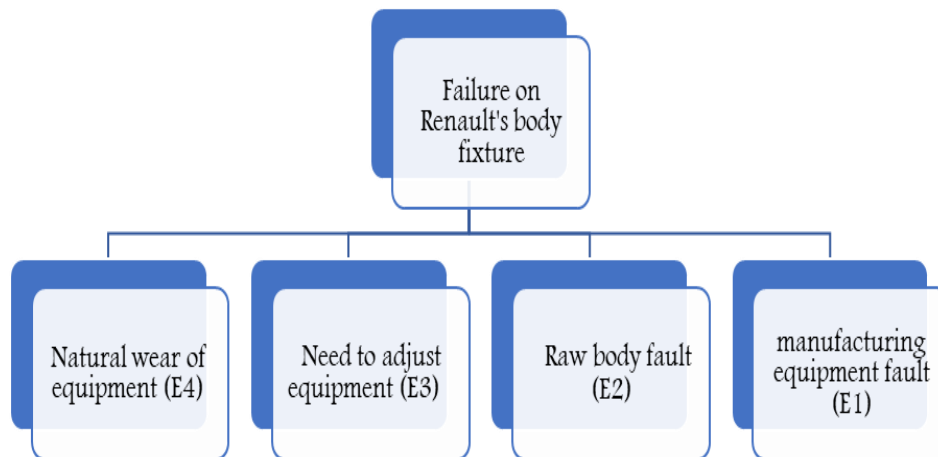 Failure on
Renault's body
fixture
Natural wear of
equipment (E4)
Need to adjust
equipment (E3)
Raw body fault
(E2)
manufacturing
equipment fault
(E1)